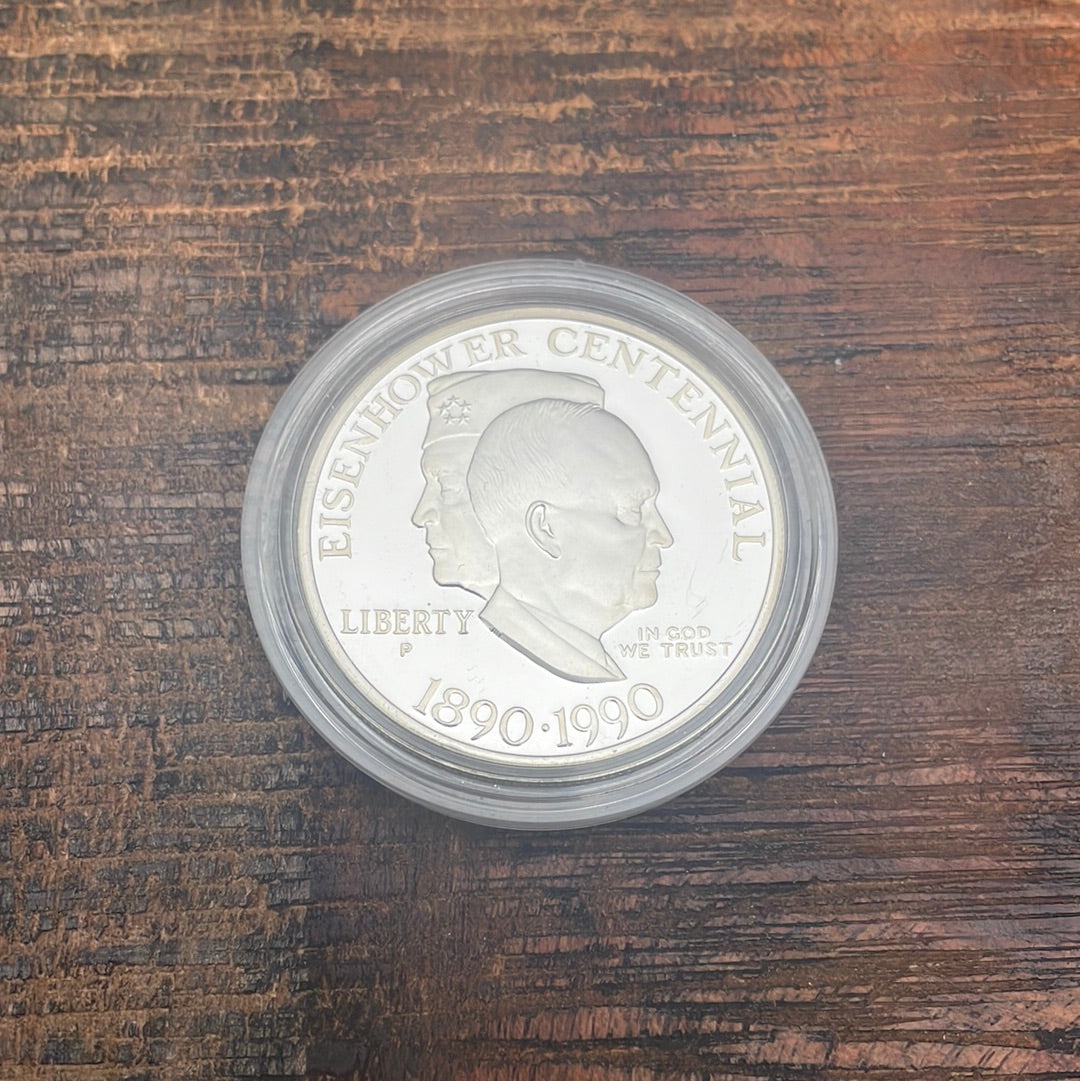 EISENHOWER CENTENNIAL
LIBERTY
P
IN GOD
WE TRUST
1890·1990